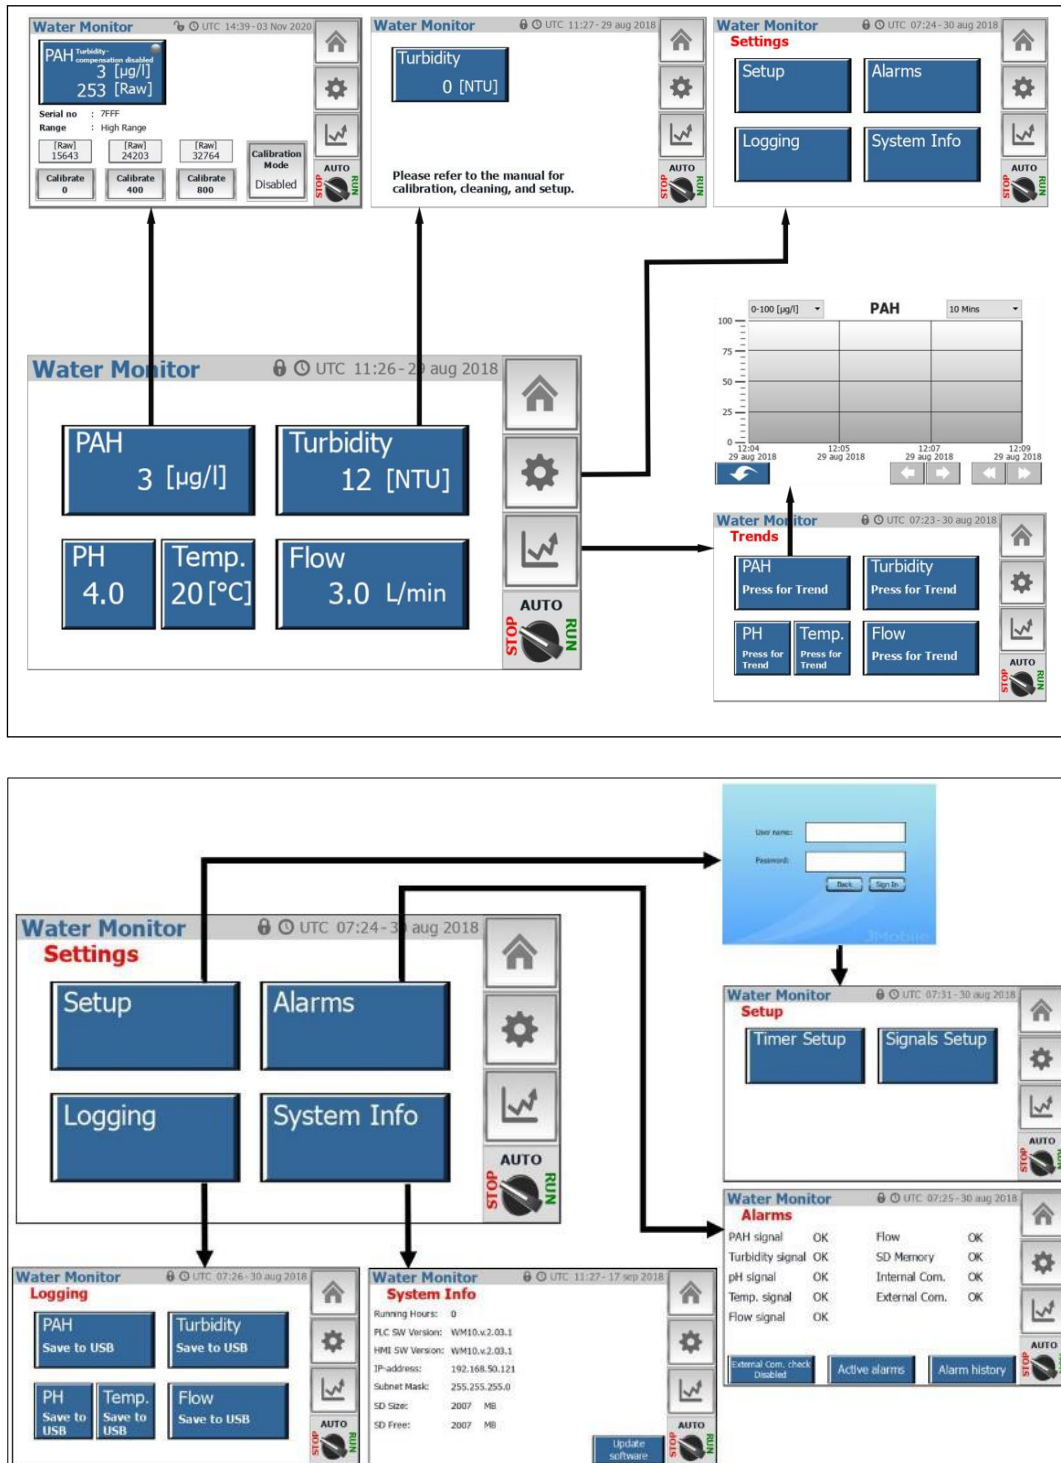 Water Monitor UTC 14:39-03 Nov 2020
PAH Turbidity-
compensation disabled
3 [µg/l]
253 [Raw]
Serial no : 7FFF
Range : High Range
[Raw] [Raw] [Raw]
15643 24203 32764
Calibrate Calibrate Calibrate
0 400 800
Calibration
Mode
Disabled
AUTO
STOP RUN
Water Monitor UTC 11:27-29 aug 2018
Turbidity
0 [NTU]
Please refer to the manual for
calibration, cleaning, and setup.
AUTO
STOP RUN
Water Monitor UTC 07:24-30 aug 2018
Settings
Setup Alarms
Logging System Info
AUTO
STOP RUN
0-100 [µg/l] PAH 10 Mins
100
75
50
25
0
12:04 12:05 12:07 12:09
29 aug 2018 29 aug 2018 29 aug 2018 29 aug 2018
Water Monitor UTC 11:26-29 aug 2018
PAH Turbidity
3 [µg/l] 12 [NTU]
PH Temp. Flow
4.0 20[°C] 3.0 L/min
AUTO
STOP RUN
Water Monitor UTC 07:23-30 aug 2018
Trends
PAH Turbidity
Press for Trend Press for Trend
PH Temp. Flow
Press for Press for Press for Trend
Trend Trend
AUTO
STOP RUN
User name:
Password:
Back Sign In
JMobile
Water Monitor UTC 07:24-30 aug 2018
Settings
Setup Alarms
Logging System Info
AUTO
STOP RUN
Water Monitor UTC 07:31-30 aug 2018
Setup
Timer Setup Signals Setup
AUTO
STOP RUN
Water Monitor UTC 07:25-30 aug 2018
Alarms
PAH signal OK Flow OK
Turbidity signal OK SD Memory OK
pH signal OK Internal Com. OK
Temp. signal OK External Com. OK
Flow signal OK
External Com. check
Disabled
Active alarms Alarm history
AUTO
STOP RUN
Water Monitor UTC 07:26-30 aug 2018
Logging
PAH Turbidity
Save to USB Save to USB
PH Temp. Flow
Save to Save to Save to USB
USB USB
AUTO
STOP RUN
Water Monitor UTC 11:27-17 sep 2018
System Info
Running Hours: 0
PLC SW Version: WM10.v.2.03.1
HMI SW Version: WM10.v.2.03.1
IP-address: 192.168.50.121
Subnet Mask: 255.255.255.0
SD Size: 2007 MB
SD Free: 2007 MB
Update
software
AUTO
STOP RUN